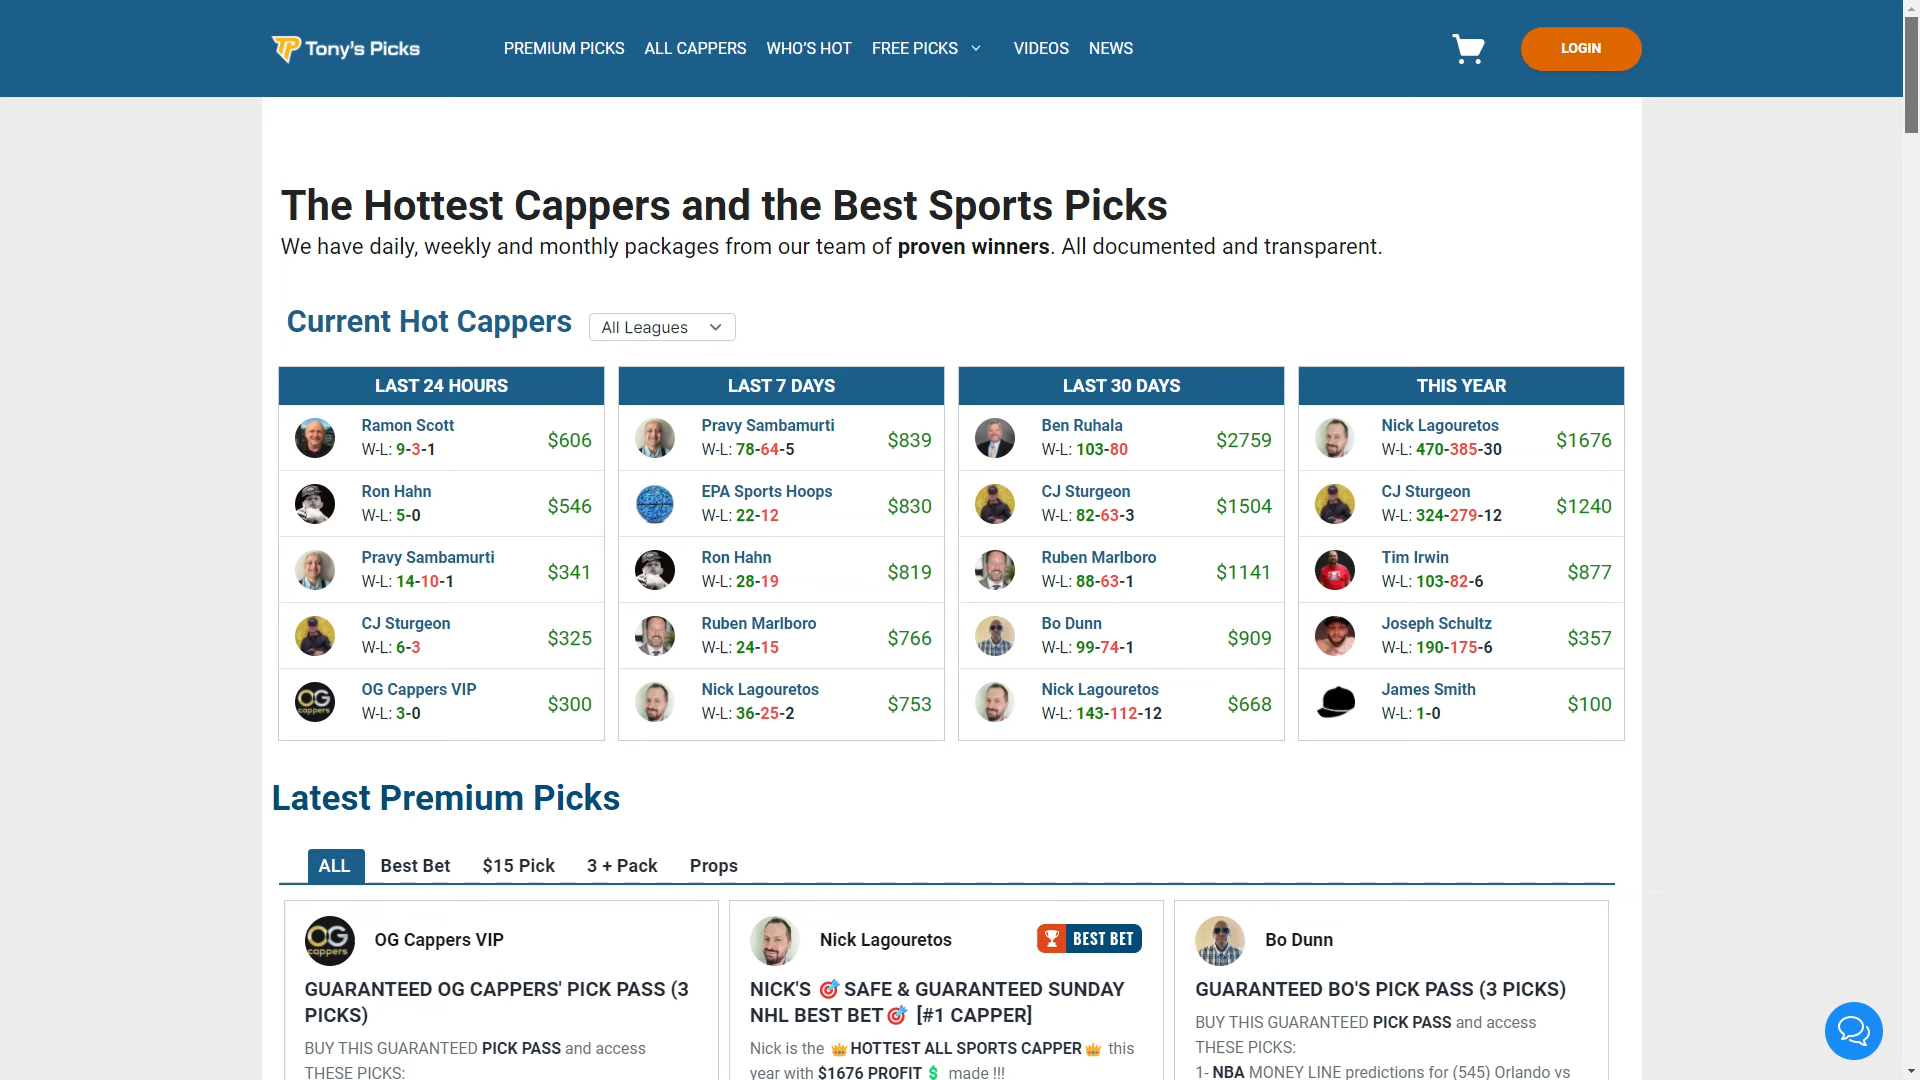 Tony's Picks
PREMIUM PICKS ALL CAPPERS WHO'S HOT FREE PICKS VIDEOS NEWS
LOGIN
The Hottest Cappers and the Best Sports Picks
We have daily, weekly and monthly packages from our team of proven winners. All documented and transparent.
Current Hot Cappers All Leagues
LAST 24 HOURS
Ramon Scott
W-L: 9-3-1 $606
Ron Hahn
W-L: 5-0 $546
Pravy Sambamurti
W-L: 14-10-1 $341
CJ Sturgeon
W-L: 6-3 $325
OG Cappers VIP
W-L: 3-0 $300
LAST 7 DAYS
Pravy Sambamurti
W-L: 78-64-5 $839
EPA Sports Hoops
W-L: 22-12 $830
Ron Hahn
W-L: 28-19 $819
Ruben Marlboro
W-L: 24-15 $766
Nick Lagouretos
W-L: 36-25-2 $753
LAST 30 DAYS
Ben Ruhala
W-L: 103-80 $2759
CJ Sturgeon
W-L: 82-63-3 $1504
Ruben Marlboro
W-L: 88-63-1 $1141
Bo Dunn
W-L: 99-74-1 $909
Nick Lagouretos
W-L: 143-112-12 $668
THIS YEAR
Nick Lagouretos
W-L: 470-385-30 $1676
CJ Sturgeon
W-L: 324-279-12 $1240
Tim Irwin
W-L: 103-82-6 $877
Joseph Schultz
W-L: 190-175-6 $357
James Smith
W-L: 1-0 $100
Latest Premium Picks
ALL Best Bet $15 Pick 3 + Pack Props
OG cappers
OG Cappers VIP
GUARANTEED OG CAPPERS' PICK PASS (3
PICKS)
BUY THIS GUARANTEED PICK PASS and access
THESE PICKS:
Nick Lagouretos
BEST BET
NICK'S 🎯 SAFE & GUARANTEED SUNDAY
NHL BEST BET🎯 [#1 CAPPER]
Nick is the 👑HOTTEST ALL SPORTS CAPPER👑 this
year with $1676 PROFIT 💲 made !!!
Bo Dunn
GUARANTEED BO'S PICK PASS (3 PICKS)
BUY THIS GUARANTEED PICK PASS and access
THESE PICKS:
1- NBA MONEY LINE predictions for (545) Orlando vs